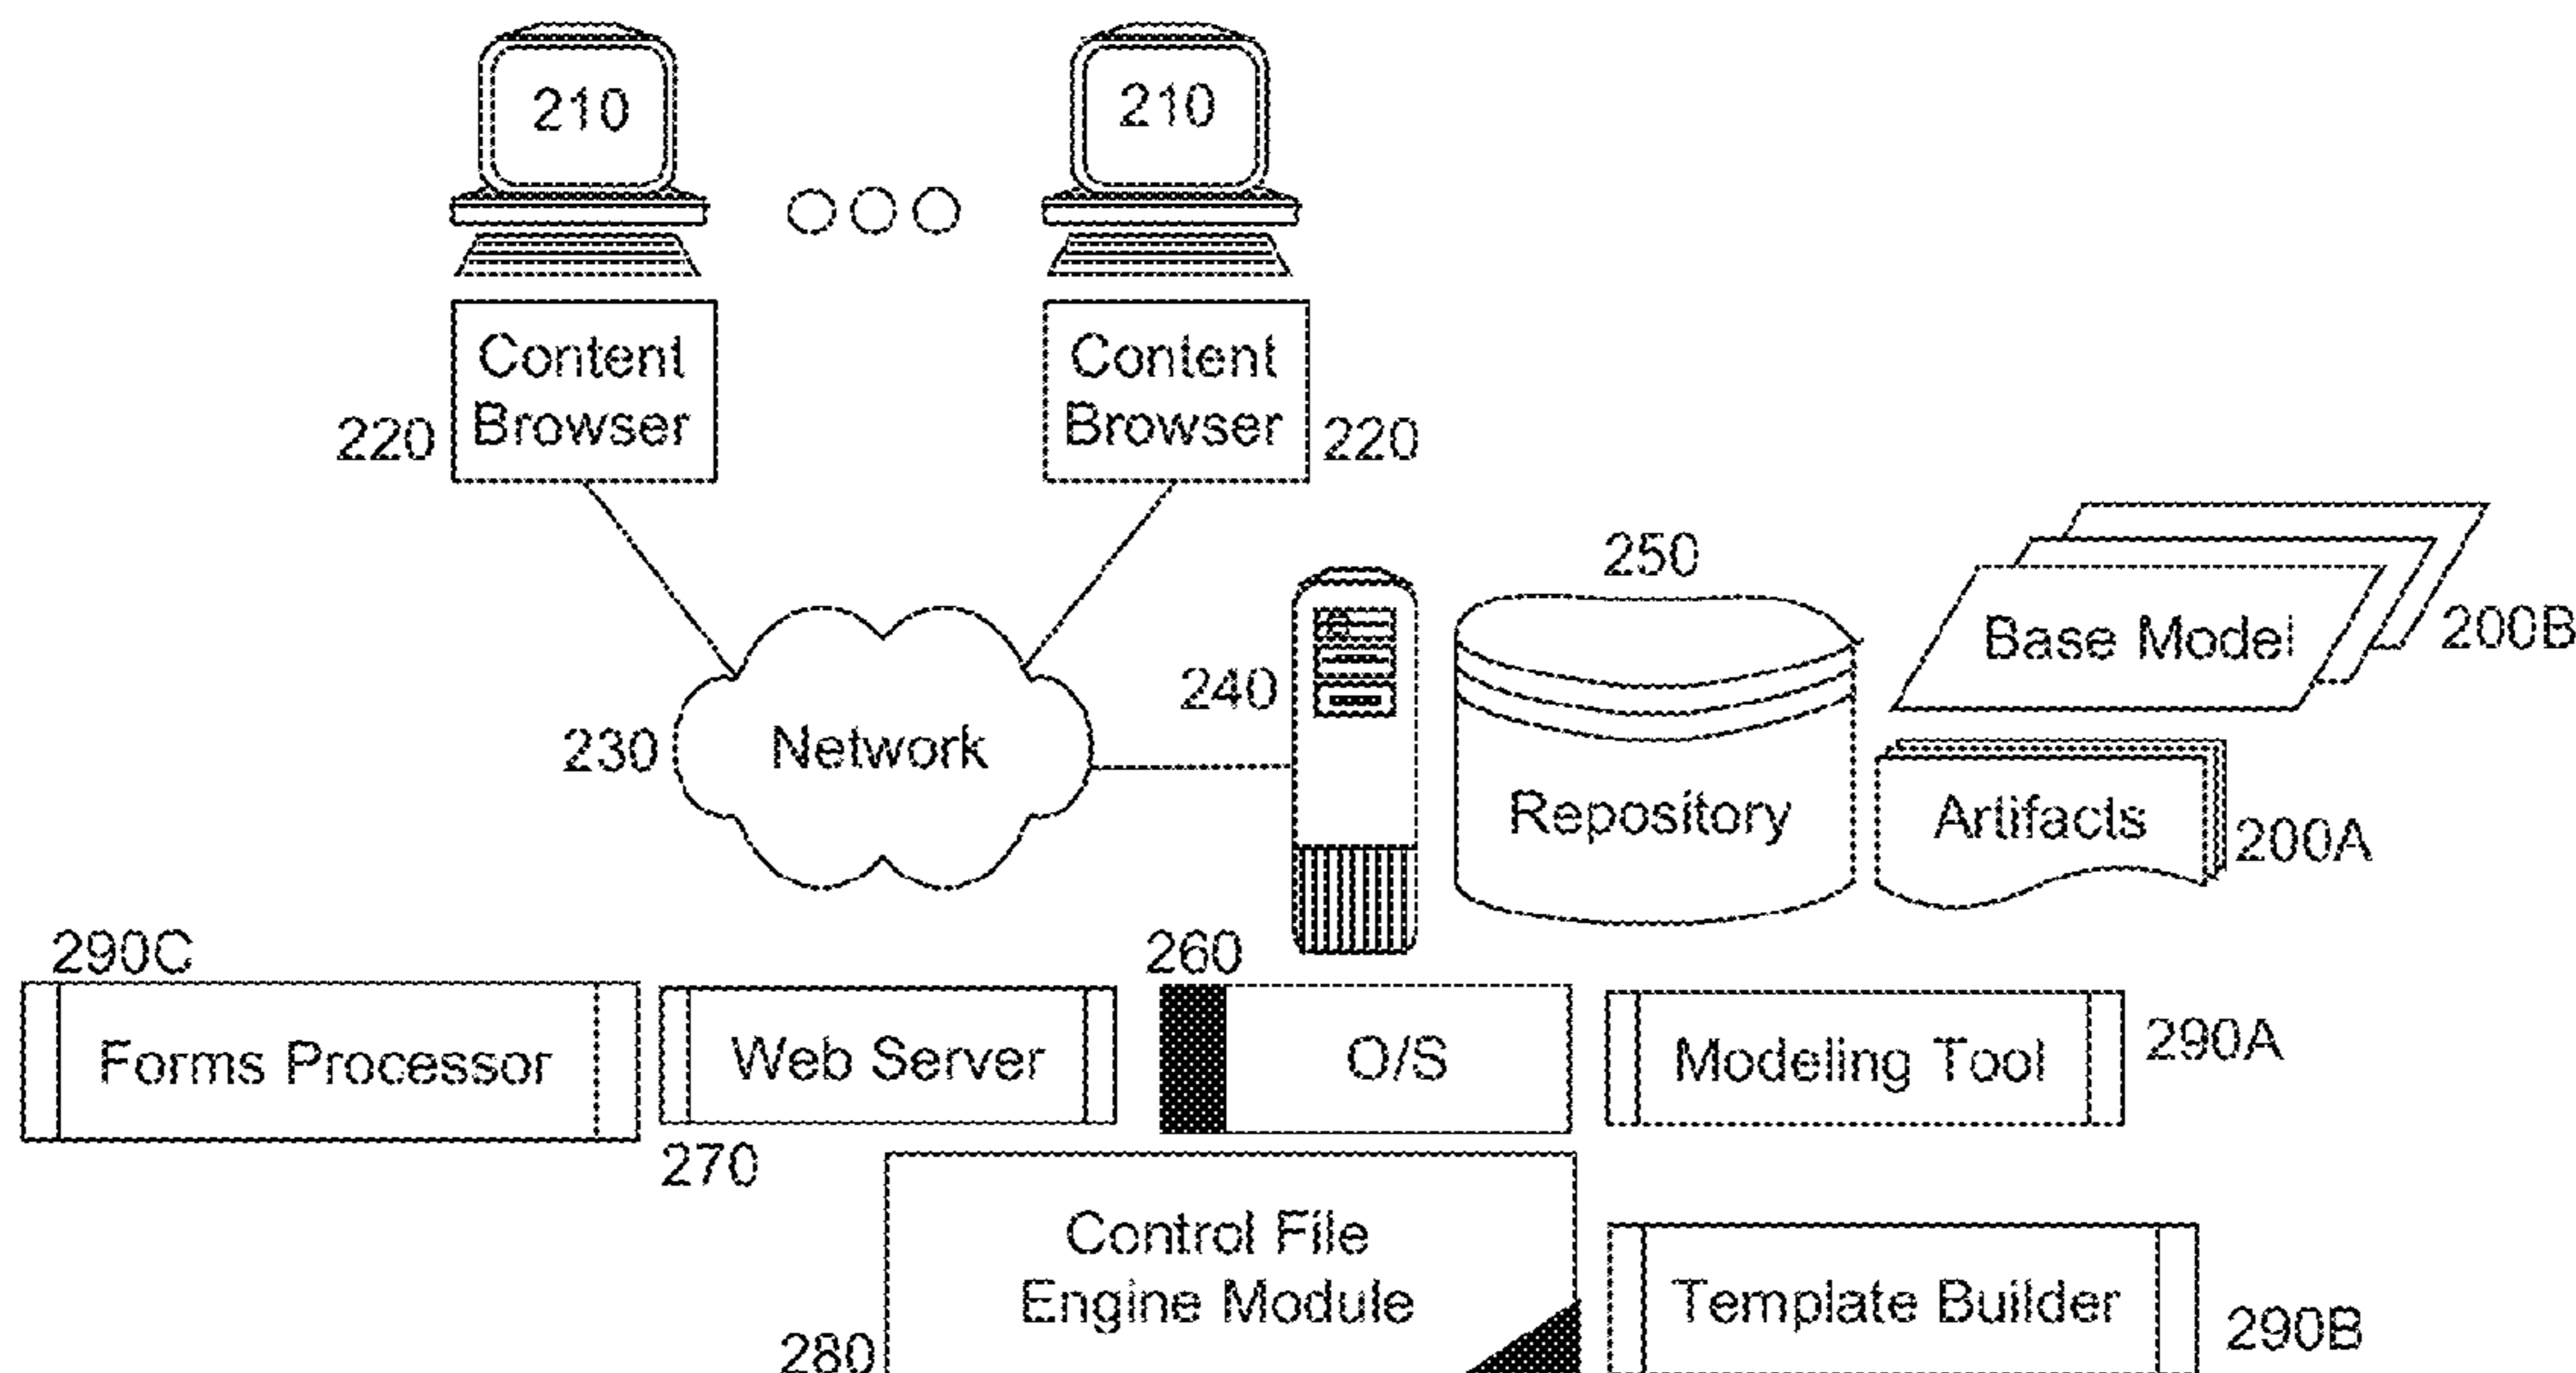 210
210
Content
Browser
220
Content
Browser
220
250
Base Model
200B
240
230
Network
Repository
Artifacts
200A
290C
260
Forms Processor
Web Server
O/S
Modeling Tool
290A
270
Control File
Engine Module
280
Template Builder
290B